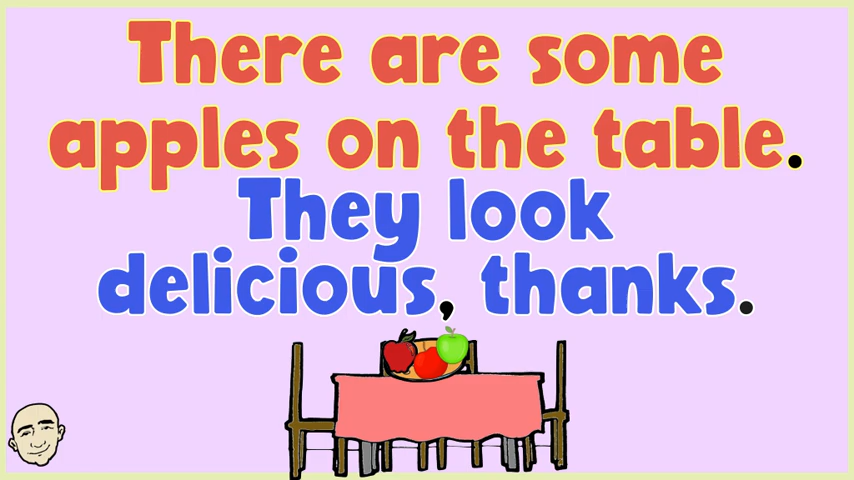 There are some
apples on the table.
They look
delicious, thanks.